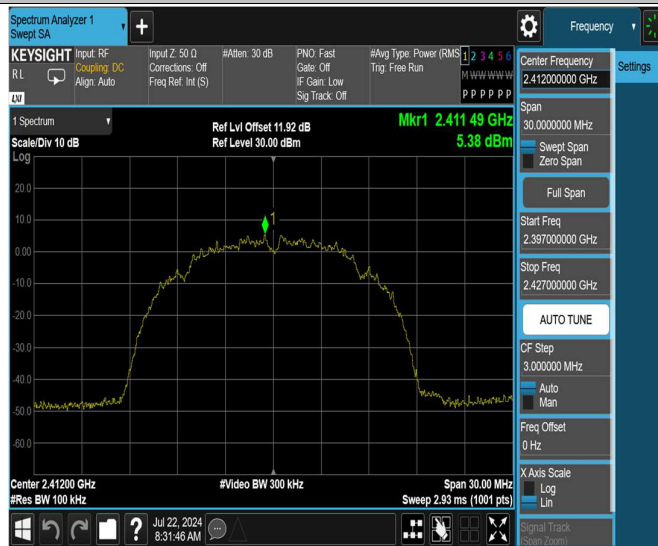 Spectrum Analyzer 1
Swept SA
Frequency
KEYSIGHT
R L
LXI
Input: RF
Coupling: DC
Align: Auto
Input Z: 50 Ω
Corrections: Off
Freq Ref: Int (S)
#Atten: 30 dB
PNO: Fast
Gate: Off
IF Gain: Low
Sig Track: Off
#Avg Type: Power (RMS
Trig: Free Run
1 2 3 4 5 6
M W W W W W
P P P P P P
Center Frequency
2.412000000 GHz
Settings
Span
30.0000000 MHz
Swept Span
Zero Span
Full Span
Start Freq
2.397000000 GHz
Stop Freq
2.427000000 GHz
AUTO TUNE
CF Step
3.000000 MHz
Auto
Man
Freq Offset
0 Hz
X Axis Scale
Log
Lin
Signal Track
(Span Zoom)
1 Spectrum
Scale/Div 10 dB
Log
Ref Lvl Offset 11.92 dB
Ref Level 30.00 dBm
Mkr1 2.411 49 GHz
5.38 dBm
1
20.0
10.0
0.00
-10.0
-20.0
-30.0
-40.0
-50.0
-60.0
Center 2.41200 GHz
#Res BW 100 kHz
#Video BW 300 kHz
Span 30.00 MHz
Sweep 2.93 ms (1001 pts)
?
Jul 22, 2024
8:31:46 AM